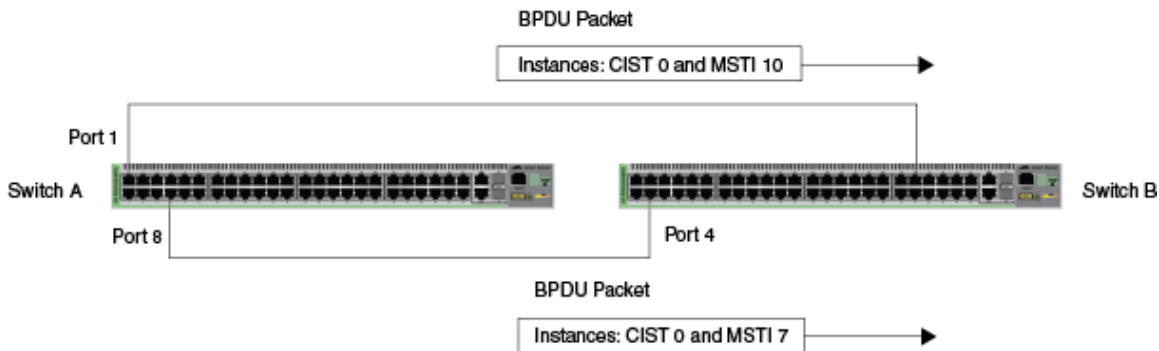 BPDU Packet
Instances: CIST 0 and MSTI 10
Port 1
Switch A
Switch B
Port 8
Port 4
BPDU Packet
Instances: CIST 0 and MSTI 7